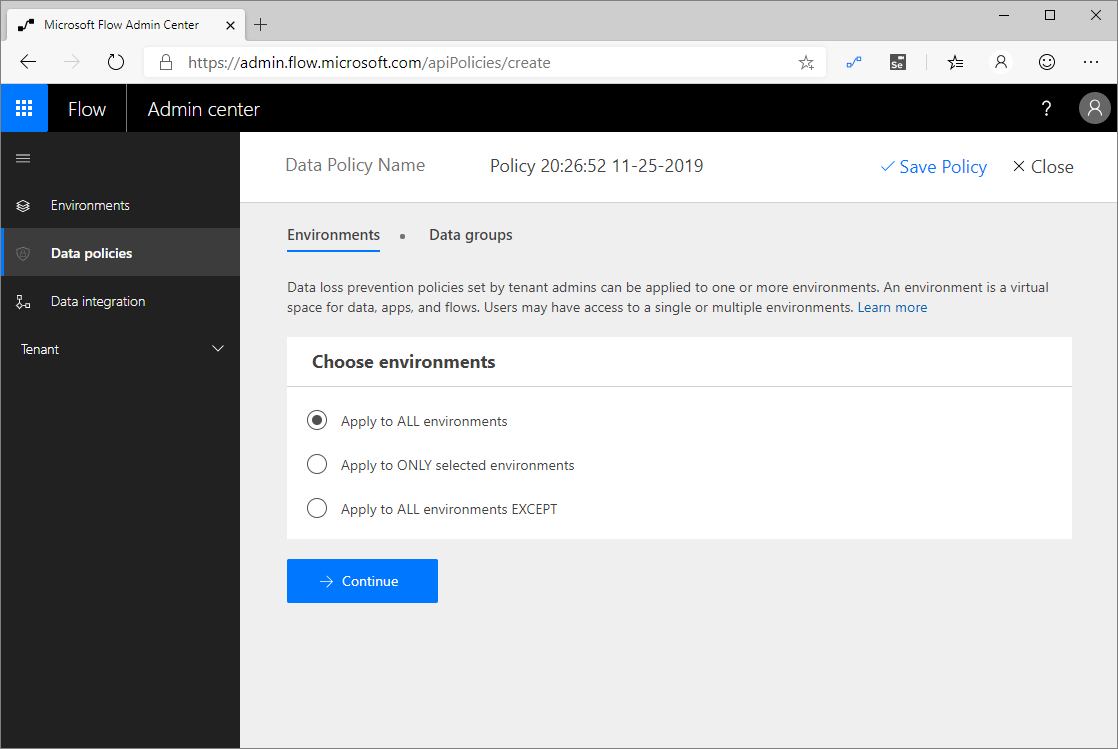 Microsoft Flow Admin Center
https://admin.flow.microsoft.com/apiPolicies/create
Se
Flow
Admin center
?
Data Policy Name
Policy 20:26:52 11-25-2019
Save Policy
Close
Environments
Data policies
Data integration
Tenant
Environments
Data groups
Data loss prevention policies set by tenant admins can be applied to one or more environments. An environment is a virtual
space for data, apps, and flows. Users may have access to a single or multiple environments. Learn more
Choose environments
Apply to ALL environments
Apply to ONLY selected environments
Apply to ALL environments EXCEPT
Continue